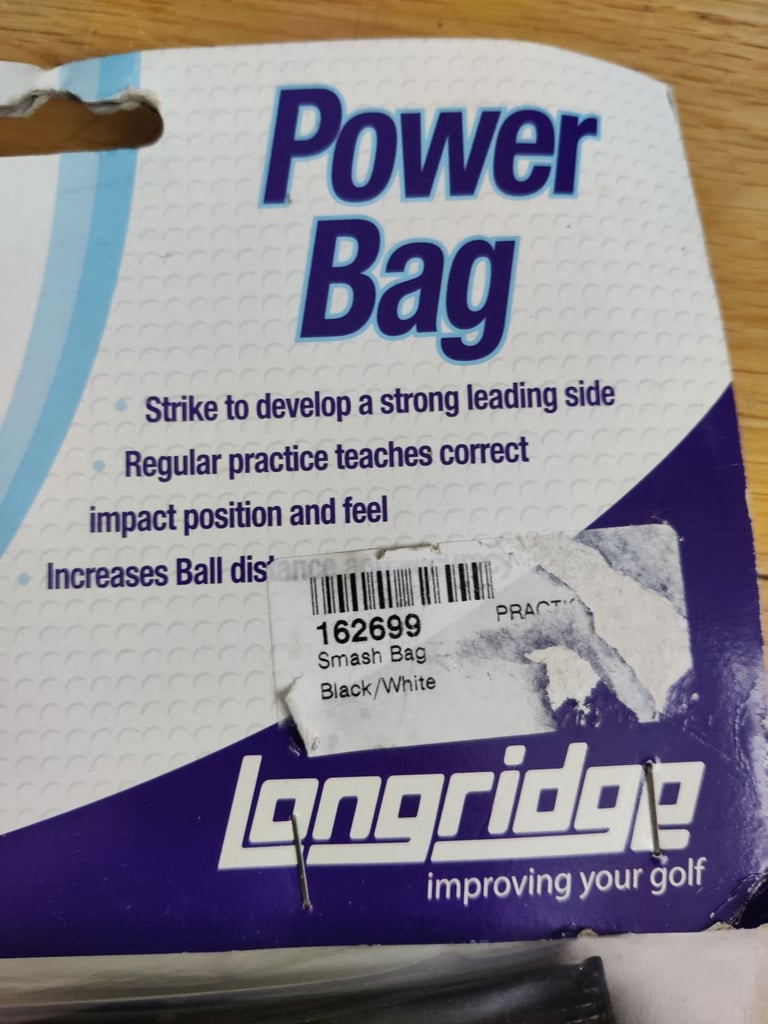 Power
Bag
Strike to develop a strong leading side
Regular practice teaches correct
impact position and feel
Increases Ball distance
162699
Smash Bag
Black/White
Longridge
improving your golf